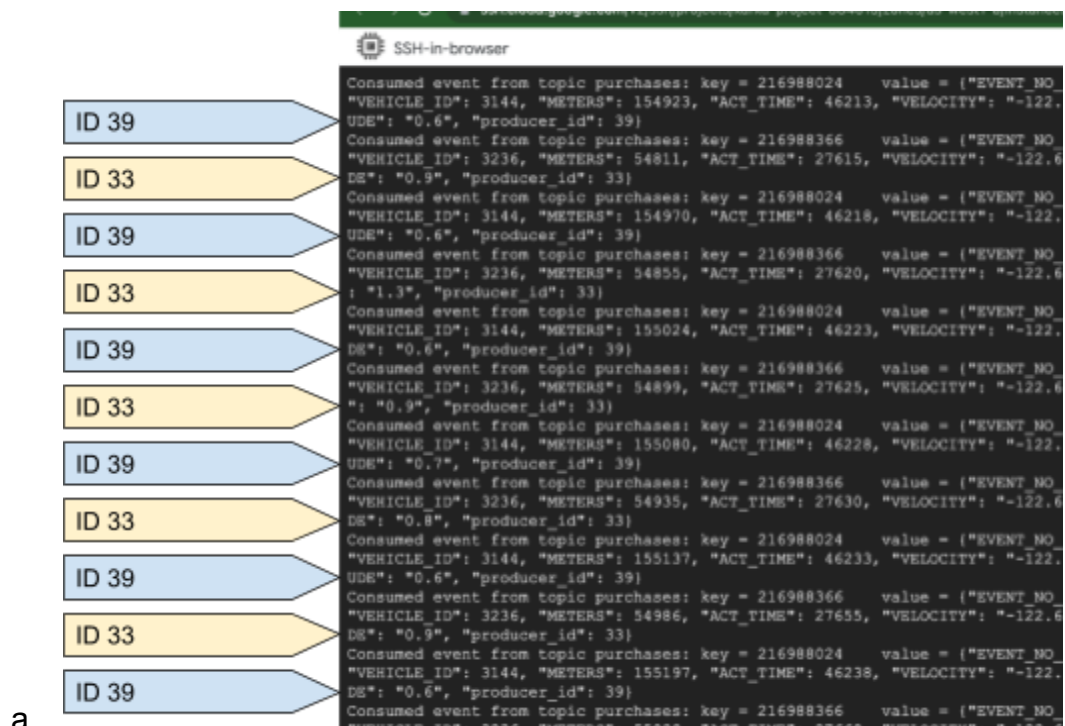 SSH-in-browser
Consumed event from topic purchases: key = 216988024 value = {"EVENT_NO_
ID 39
"VEHICLE_ID": 3144, "METERS": 154923, "ACT_TIME": 46213, "VELOCITY": "-122.
UDE": "0.6", "producer_id": 39}
Consumed event from topic purchases: key = 216988366 value = {"EVENT_NO_
ID 33
"VEHICLE_ID": 3236, "METERS": 54811, "ACT_TIME": 27615, "VELOCITY": "-122.6
DE": "0.9", "producer_id": 33}
Consumed event from topic purchases: key = 216988024 value = {"EVENT_NO_
ID 39
"VEHICLE_ID": 3144, "METERS": 154970, "ACT_TIME": 46218, "VELOCITY": "-122.
UDE": "0.6", "producer_id": 39}
Consumed event from topic purchases: key = 216988366 value = {"EVENT_NO_
ID 33
"VEHICLE_ID": 3236, "METERS": 54855, "ACT_TIME": 27620, "VELOCITY": "-122.6
: "1.3", "producer_id": 33}
Consumed event from topic purchases: key = 216988024 value = {"EVENT_NO_
ID 39
"VEHICLE_ID": 3144, "METERS": 155024, "ACT_TIME": 46223, "VELOCITY": "-122.
DE": "0.6", "producer_id": 39}
Consumed event from topic purchases: key = 216988366 value = {"EVENT_NO_
ID 33
"VEHICLE_ID": 3236, "METERS": 54899, "ACT_TIME": 27625, "VELOCITY": "-122.6
": "0.9", "producer_id": 33}
Consumed event from topic purchases: key = 216988024 value = {"EVENT_NO_
ID 39
"VEHICLE_ID": 3144, "METERS": 155080, "ACT_TIME": 46228, "VELOCITY": "-122.
UDE": "0.7", "producer_id": 39}
Consumed event from topic purchases: key = 216988366 value = {"EVENT_NO_
ID 33
"VEHICLE_ID": 3236, "METERS": 54935, "ACT_TIME": 27630, "VELOCITY": "-122.6
DE": "0.8", "producer_id": 33}
Consumed event from topic purchases: key = 216988024 value = {"EVENT_NO_
ID 39
"VEHICLE_ID": 3144, "METERS": 155137, "ACT_TIME": 46233, "VELOCITY": "-122.
UDE": "0.6", "producer_id": 39}
Consumed event from topic purchases: key = 216988366 value = {"EVENT_NO_
ID 33
"VEHICLE_ID": 3236, "METERS": 54986, "ACT_TIME": 27655, "VELOCITY": "-122.6
DE": "0.9", "producer_id": 33}
Consumed event from topic purchases: key = 216988024 value = {"EVENT_NO_
ID 39
"VEHICLE_ID": 3144, "METERS": 155197, "ACT_TIME": 46238, "VELOCITY": "-122.
DE": "0.6", "producer_id": 39}
Consumed event from topic purchases: key = 216988366 value = {"EVENT_NO_
a